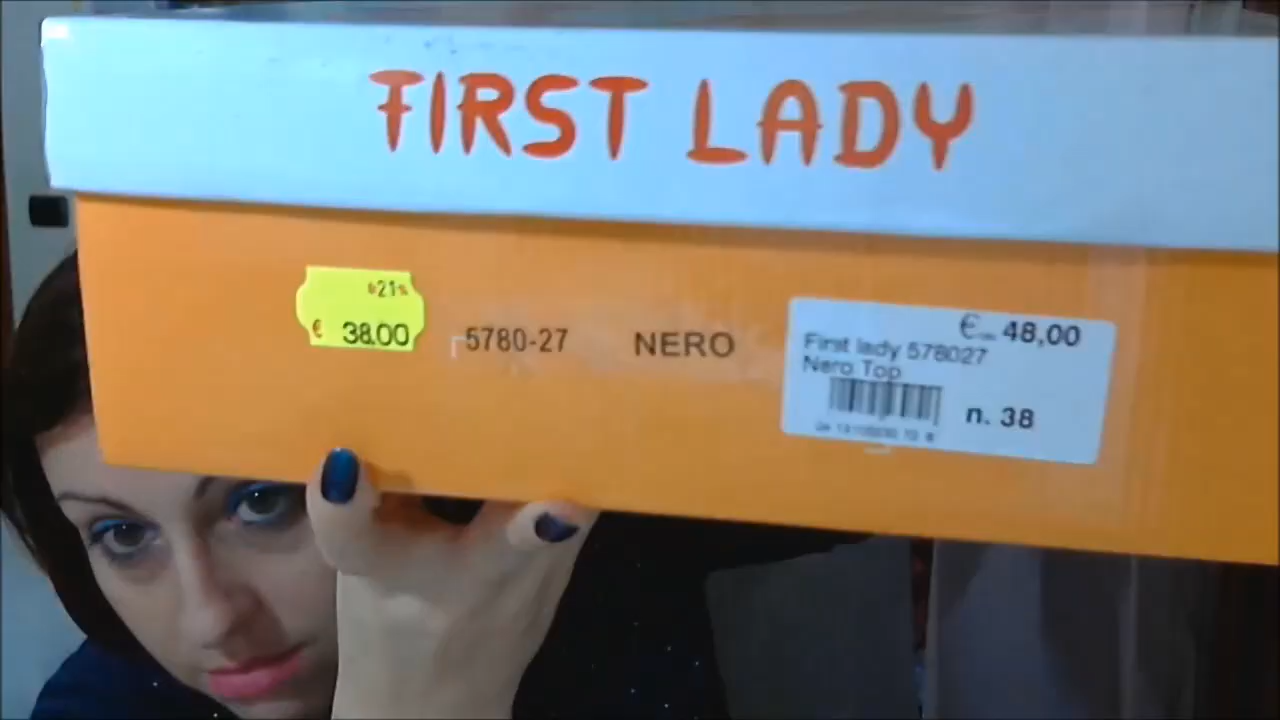 FIRST LADY
21%
€ 38.00
5780-27 NERO
€ 48,00
First lady 578027
Nero Top
n. 38